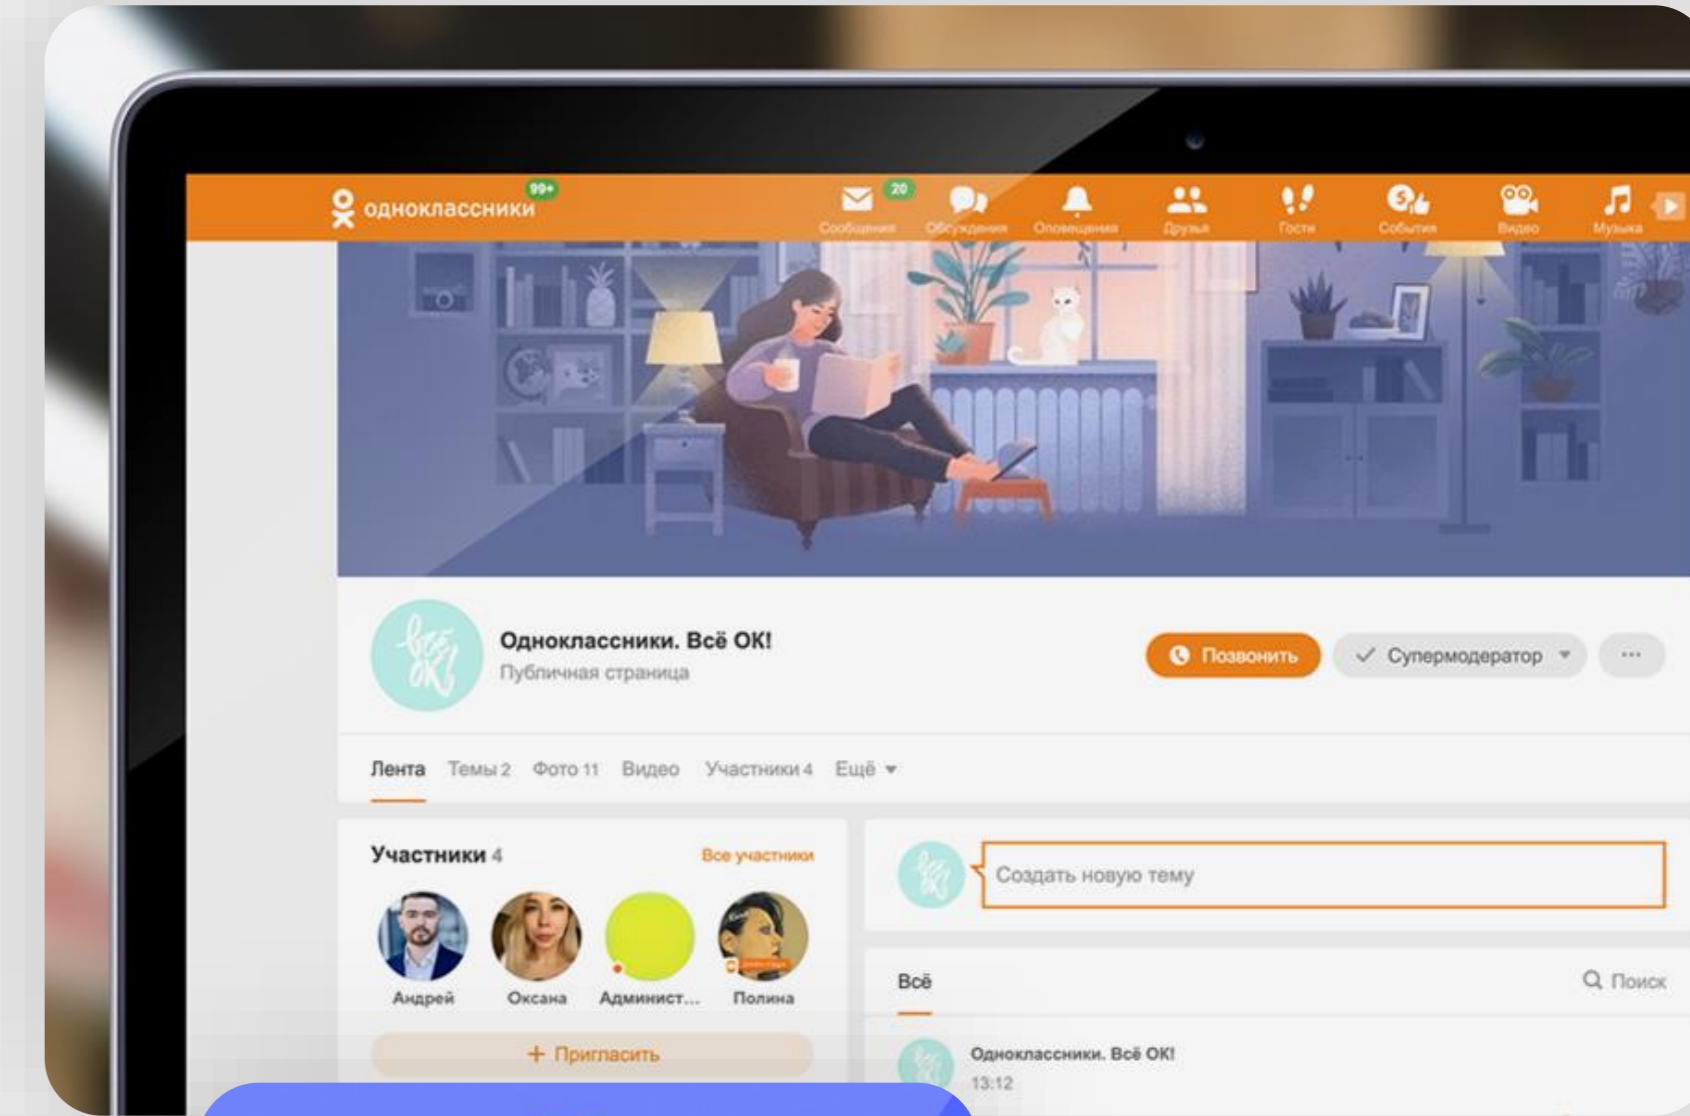 одноклассники 99+
20
Сообщения Обсуждения Оповещения Друзья Гости События Видео Музыка
всё ОК!
Одноклассники. Всё ОК!
Публичная страница
Позвонить
Супермодератор
...
Лента Темы 2 Фото 11 Видео Участники 4 Ещё
Участники 4 Все участники
Андрей Оксана Админист... Полина
+ Пригласить
Создать новую тему
Всё Поиск
Одноклассники. Всё ОК!
13:12